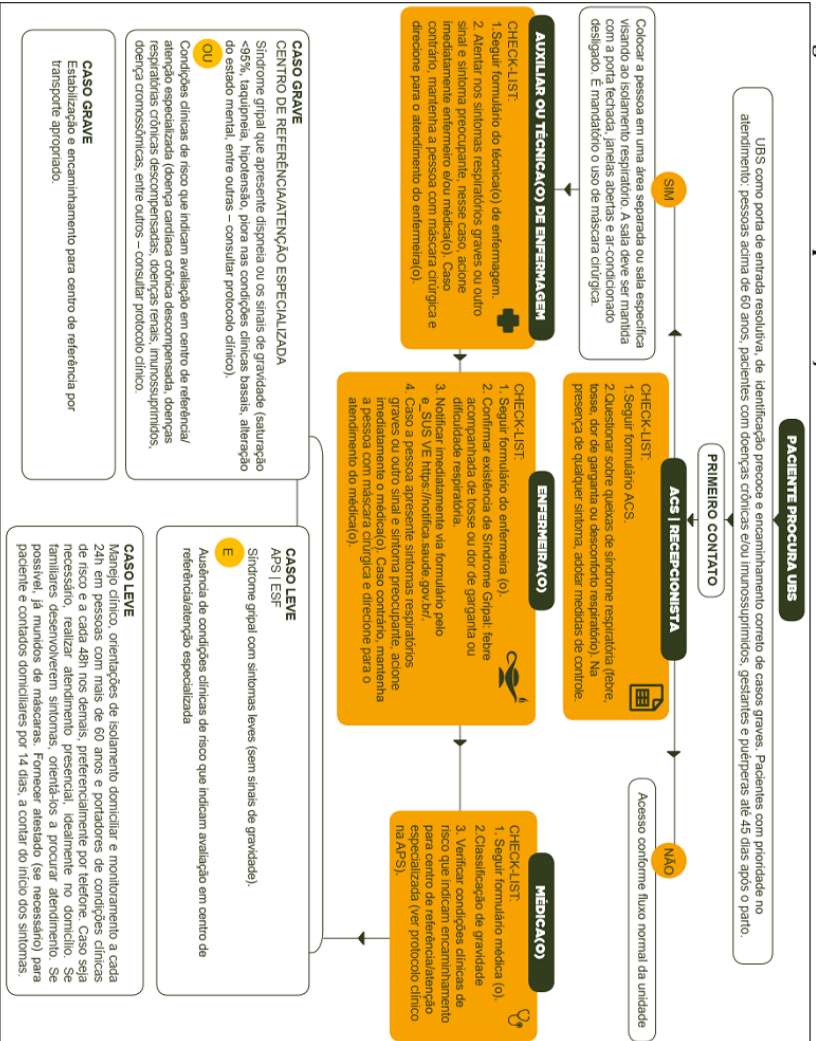 PACIENTE PROCURA UBS
UBS como porta de entrada resolutiva, de identificação precoce e encaminhamento correto de casos graves. Pacientes com prioridade no
atendimento: pessoas acima de 60 anos, pacientes com doenças crônicas e/ou imunossuprimidos, gestantes e puérperas até 45 dias após o parto.
PRIMEIRO CONTATO
ACS | RECEPCIONISTA
CHECK-LIST:
1.Seguir formulário ACS.
2.Questionar sobre queixas de síndrome respiratória (febre,
tosse, dor de garganta ou desconforto respiratório). Na
presença de qualquer sintoma, adotar medidas de controle.
SIM
Colocar a pessoa em uma área separada ou sala específica
visando ao isolamento respiratório. A sala deve ser mantida
com a porta fechada, janelas abertas e ar-condicionado
desligado. É mandatório o uso de máscara cirúrgica.
NÃO
Acesso conforme fluxo normal da unidade
AUXILIAR OU TÉCNICA(O) DE ENFERMAGEM
CHECK-LIST:
1.Seguir formulário do técnica(o) de enfermagem.
2. Atentar nos sintomas respiratórios graves ou outro
sinal e sintoma preocupante, nesse caso, acione
imediatamente enfermeiro e/ou médica(o). Caso
contrário, mantenha a pessoa com máscara cirúrgica e
direcione para o atendimento do enfermeira(o).
ENFERMEIRA(O)
CHECK-LIST:
1. Seguir formulário do enfermeira (o).
2. Confirmar existência de Síndrome Gripal: febre
acompanhada de tosse ou dor de garganta ou
dificuldade respiratória.
3. Notificar imediatamente via formulário pelo
e_SUS VE https://notifica.saude.gov.br/.
4. Caso a pessoa apresente sintomas respiratórios
graves ou outro sinal e sintoma preocupante, acione
imediatamente o médica(o). Caso contrário, mantenha
a pessoa com máscara cirúrgica e direcione para o
atendimento do médica(o).
MÉDICA(O)
CHECK-LIST:
1. Seguir formulário médica (o).
2.Classificação de gravidade
3. Verificar condições clínicas de
risco que indicam encaminhamento
para centro de referência/atenção
especializada (ver protocolo clínico
na APS).
CASO GRAVE
CENTRO DE REFERÊNCIA/ATENÇÃO ESPECIALIZADA
Síndrome gripal que apresente dispneia ou os sinais de gravidade (saturação
<95%, taquipneia, hipotensão, piora nas condições clínicas basais, alteração
do estado mental, entre outras – consultar protocolo clínico).
OU
Condições clínicas de risco que indicam avaliação em centro de referência/
atenção especializada (doença cardíaca crônica descompensada, doenças
respiratórias crônicas descompensadas, doenças renais, imunossuprimidos,
doença cromossômicas, entre outros – consultar protocolo clínico.
CASO LEVE
APS | ESF
Síndrome gripal com sintomas leves (sem sinais de gravidade).
E
Ausência de condições clínicas de risco que indicam avaliação em centro de
referência/atenção especializada
CASO GRAVE
Estabilização e encaminhamento para centro de referência por
transporte apropriado.
CASO LEVE
Manejo clínico, orientações de isolamento domiciliar e monitoramento a cada
24h em pessoas com mais de 60 anos e portadores de condições clínicas
de risco e a cada 48h nos demais, preferencialmente por telefone. Caso seja
necessário, realizar atendimento presencial, idealmente no domicílio. Se
familiares desenvolverem sintomas, orientá-los a procurar atendimento. Se
possível, já munidos de máscaras. Fornecer atestado (se necessário) para
paciente e contados domiciliares por 14 dias, a contar do início dos sintomas.